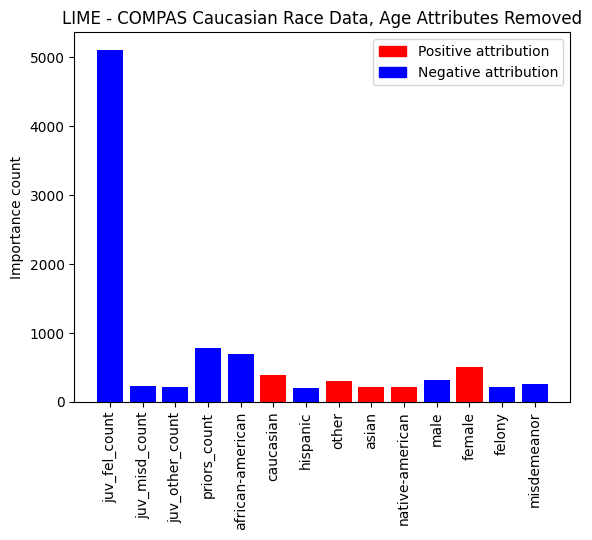 LIME - COMPAS Caucasian Race Data, Age Attributes Removed
Positive attribution
Negative attribution
Importance count
5000
4000
3000
2000
1000
0
juv_fel_count
juv_misd_count
juv_other_count
priors_count
african-american
caucasian
hispanic
other
asian
native-american
male
female
felony
misdemeanor